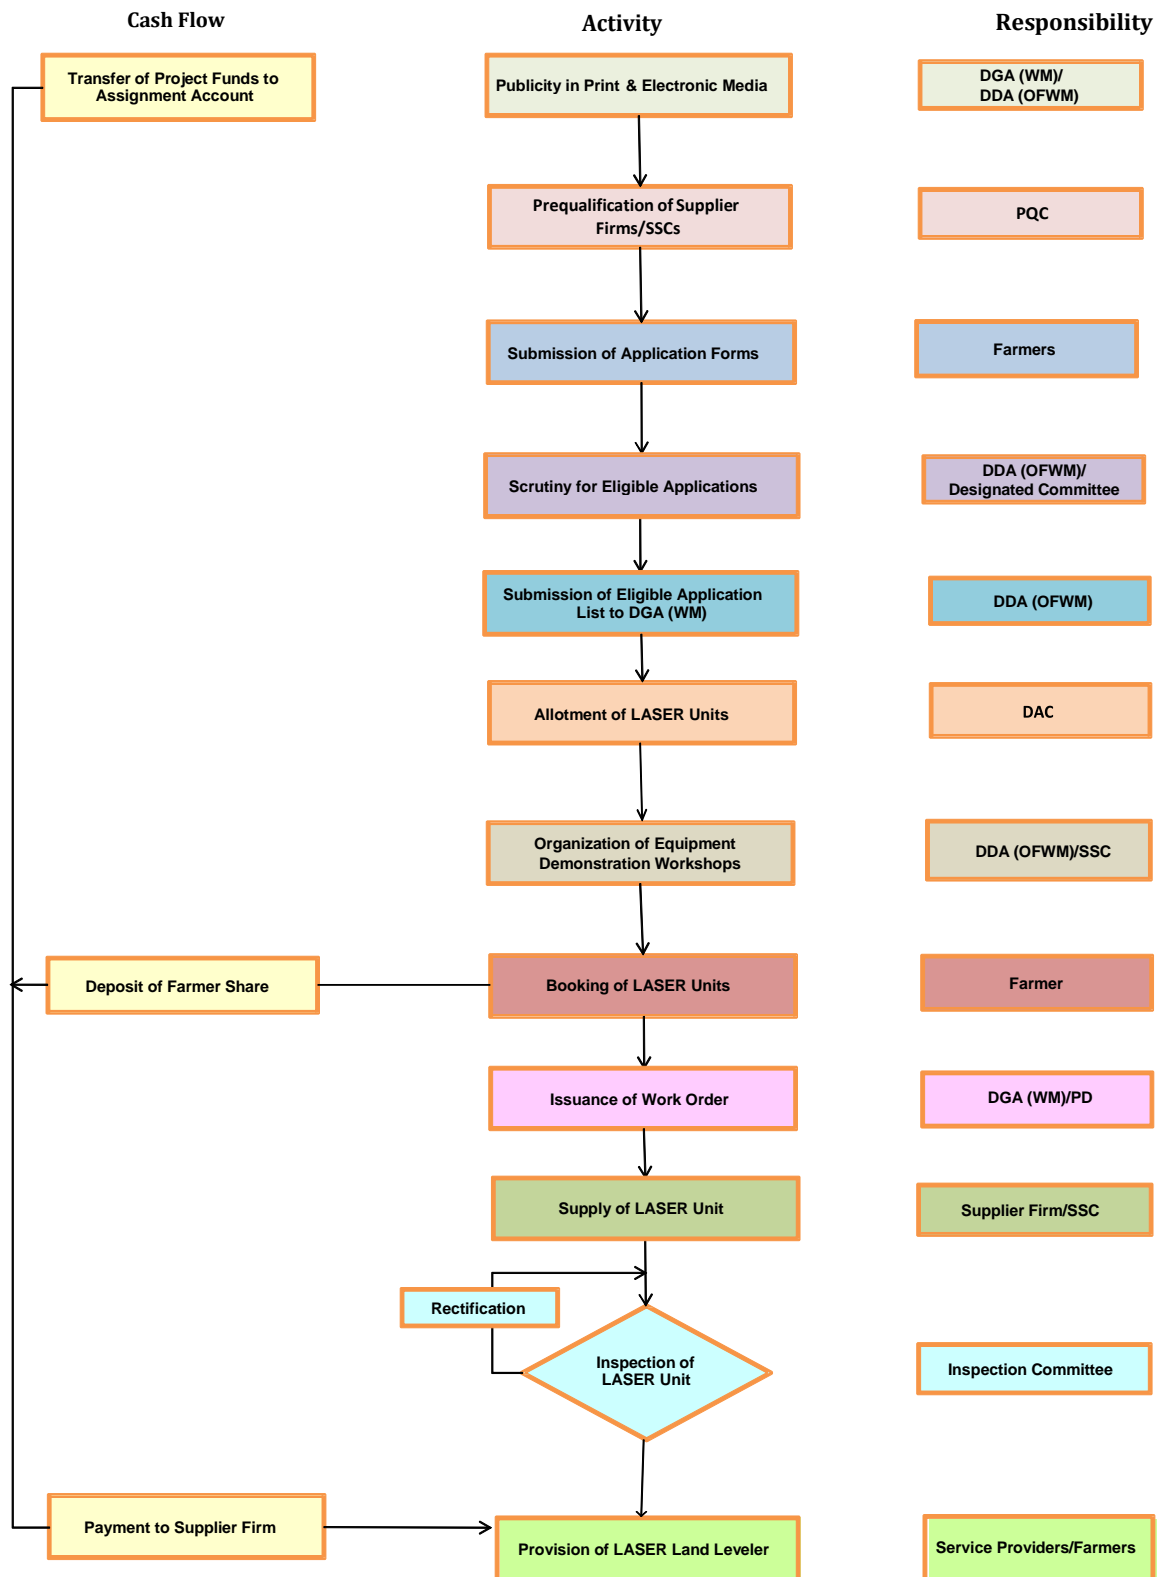 Cash Flow
Activity
Responsibility
Transfer of Project Funds to
Assignment Account
Publicity in Print & Electronic Media
DGA (WM)/
DDA (OFWM)
Prequalification of Supplier
Firms/SSCs
PQC
Submission of Application Forms
Farmers
Scrutiny for Eligible Applications
DDA (OFWM)/
Designated Committee
Submission of Eligible Application
List to DGA (WM)
DDA (OFWM)
Allotment of LASER Units
DAC
Organization of Equipment
Demonstration Workshops
DDA (OFWM)/SSC
Deposit of Farmer Share
Booking of LASER Units
Farmer
Issuance of Work Order
DGA (WM)/PD
Supply of LASER Unit
Supplier Firm/SSC
Rectification
Inspection of
LASER Unit
Inspection Committee
Payment to Supplier Firm
Provision of LASER Land Leveler
Service Providers/Farmers